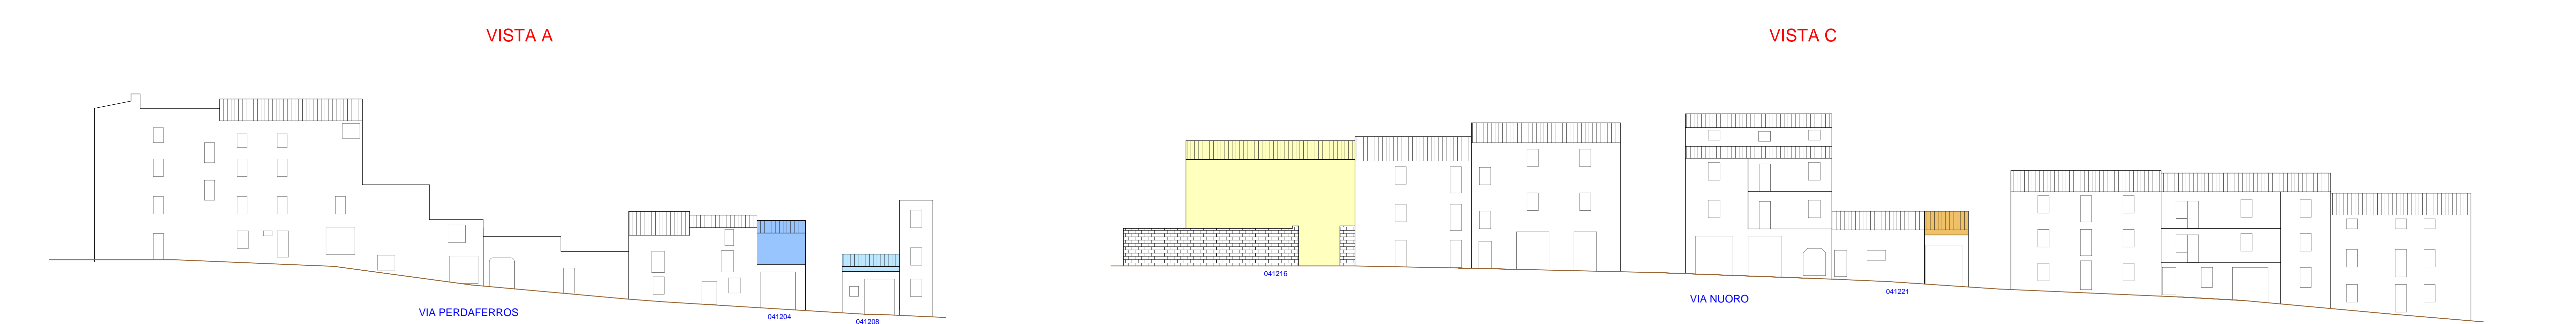 VISTA A
VISTA C
041204
041208
VIA PERDAFERROS
041216
041221
VIA NUORO